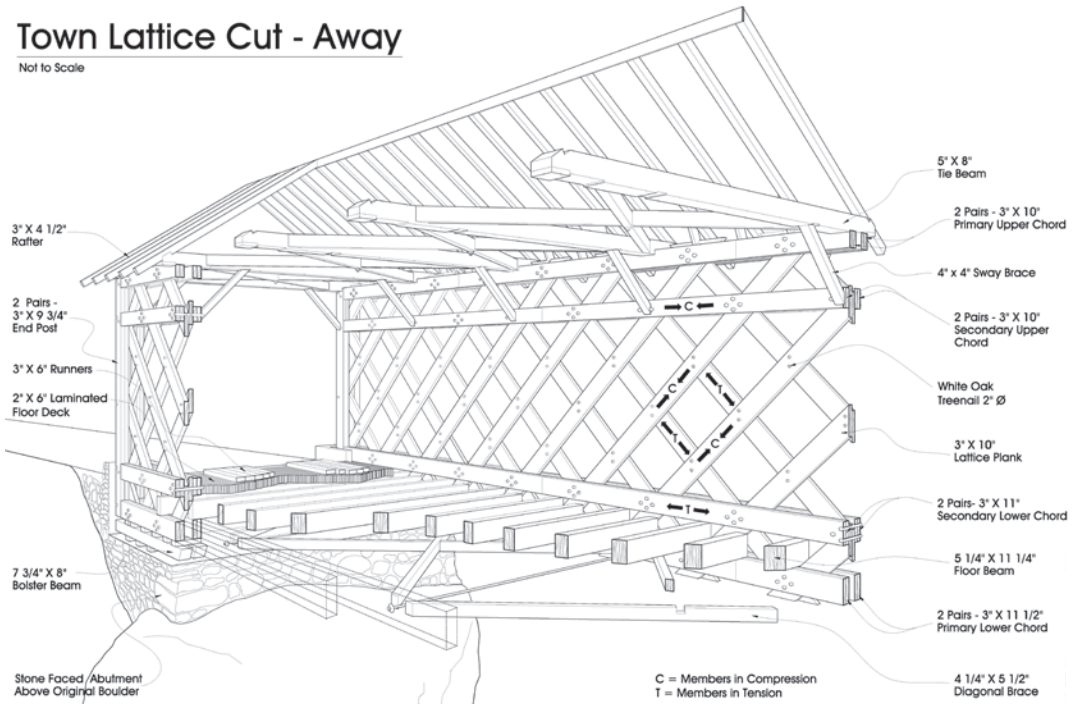 Town Lattice Cut - Away
Not to Scale
3" X 4 1/2"
Rafter
2 Pairs -
3" X 9 3/4"
End Post
3" X 6" Runners
2" X 6" Laminated
Floor Deck
7 3/4" X 8"
Bolster Beam
Stone Faced Abutment
Above Original Boulder
5" X 8"
Tie Beam
2 Pairs - 3" X 10"
Primary Upper Chord
4" x 4" Sway Brace
2 Pairs - 3" X 10"
Secondary Upper
Chord
White Oak
Treenail 2" Ø
3" X 10"
Lattice Plank
2 Pairs- 3" X 11"
Secondary Lower Chord
5 1/4" X 11 1/4"
Floor Beam
2 Pairs - 3" X 11 1/2"
Primary Lower Chord
4 1/4" X 5 1/2"
Diagonal Brace
C
C
T
T
C
T
C = Members in Compression
T = Members in Tension